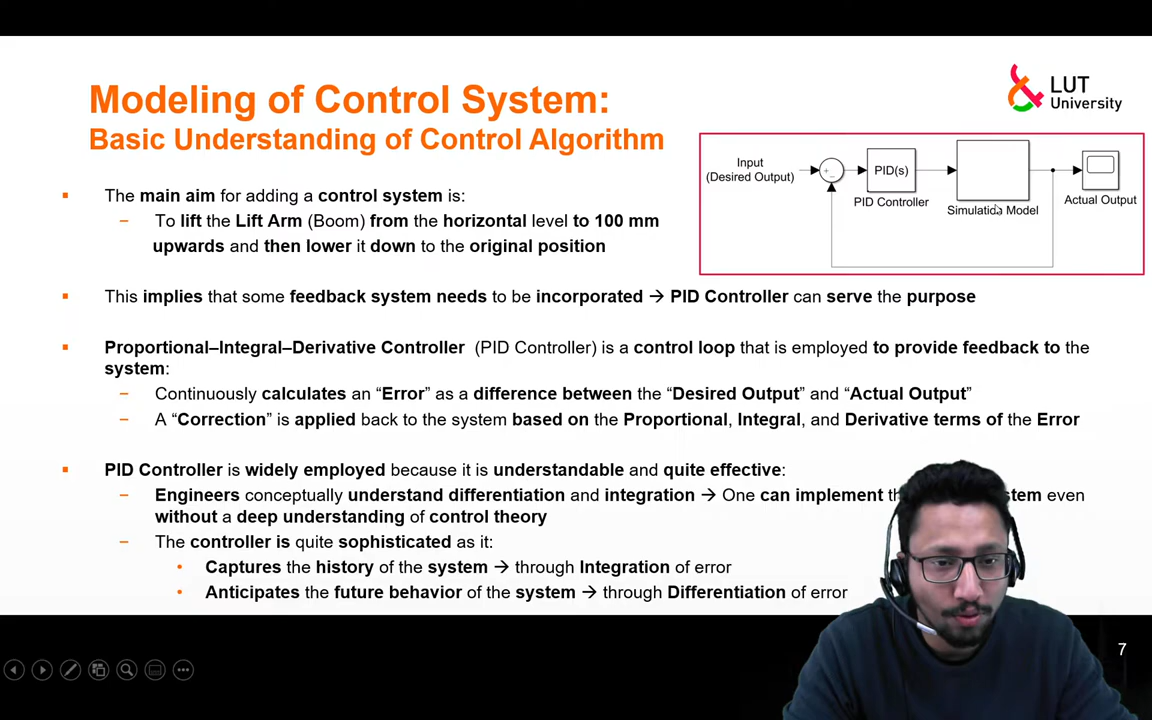 Modeling of Control System:
Basic Understanding of Control Algorithm
LUT
University
The main aim for adding a control system is:
– To lift the Lift Arm (Boom) from the horizontal level to 100 mm
upwards and then lower it down to the original position
Input
(Desired Output)
PID(s)
PID Controller
Simulation Model
Actual Output
This implies that some feedback system needs to be incorporated → PID Controller can serve the purpose
Proportional–Integral–Derivative Controller (PID Controller) is a control loop that is employed to provide feedback to the
system:
– Continuously calculates an “Error” as a difference between the “Desired Output” and “Actual Output”
– A “Correction” is applied back to the system based on the Proportional, Integral, and Derivative terms of the Error
PID Controller is widely employed because it is understandable and quite effective:
– Engineers conceptually understand differentiation and integration → One can implement even
without a deep understanding of control theory
– The controller is quite sophisticated as it:
• Captures the history of the system → through Integration of error
• Anticipates the future behavior of the system → through Differentiation of error
7